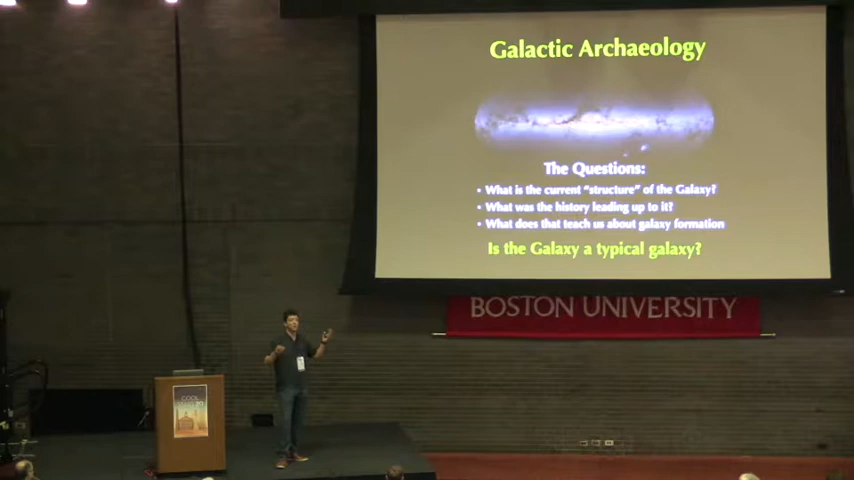 Galactic Archaeology
The Questions:
• What is the current "structure" of the Galaxy?
• What was the history leading up to it?
• What does that teach us about galaxy formation
Is the Galaxy a typical galaxy?
BOSTON UNIVERSITY
COOL